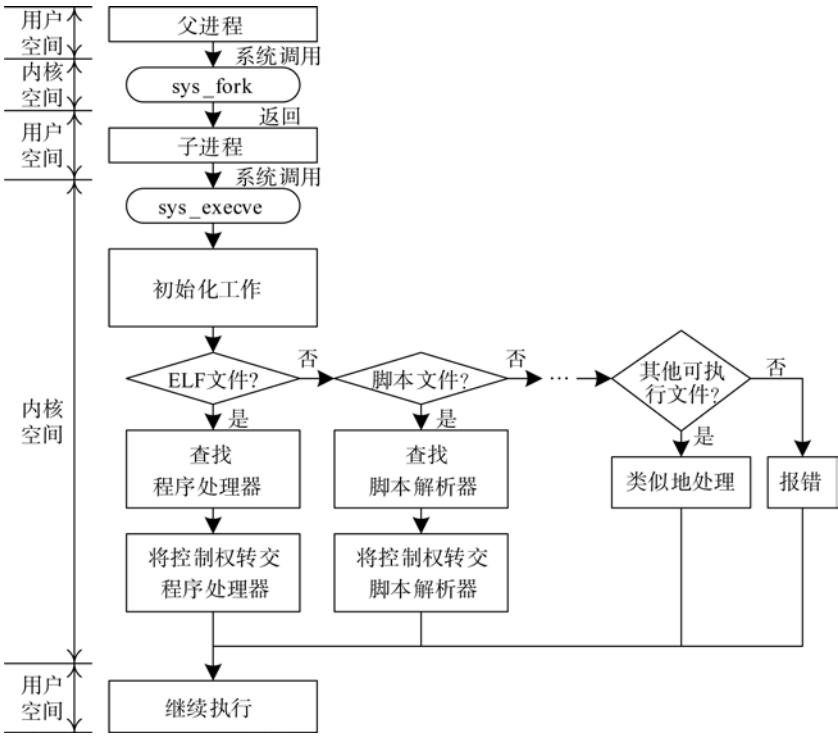 用户
空间
父进程
系统调用
内核
空间
sys_fork
返回
用户
空间
子进程
系统调用
sys_execve
初始化工作
内核
空间
ELF文件?
否
脚本文件?
否
…
其他可执
行文件?
否
是
是
是
查找
程序处理器
查找
脚本解析器
类似地处理
报错
将控制权转交
程序处理器
将控制权转交
脚本解析器
用户
空间
继续执行